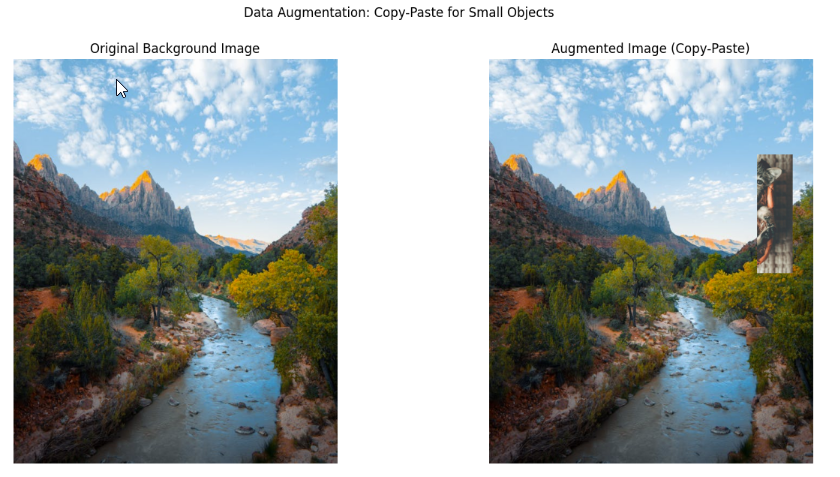 Data Augmentation: Copy-Paste for Small Objects
Original Background Image
Augmented Image (Copy-Paste)